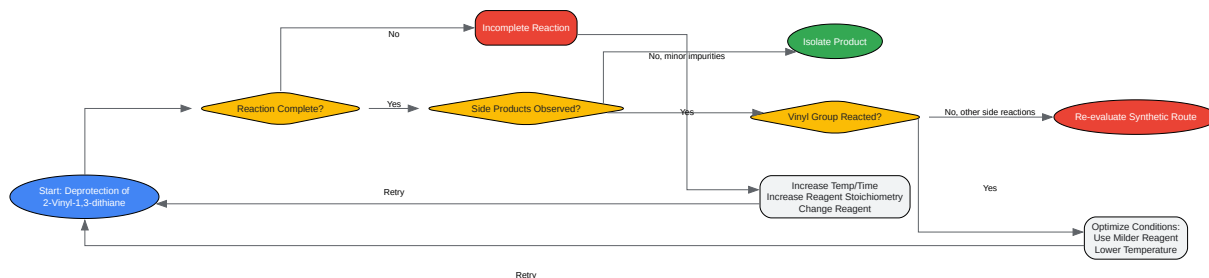 Incomplete Reaction
No
Isolate Product
No, minor impurities
Reaction Complete?
Yes
Side Products Observed?
Yes
Vinyl Group Reacted?
No, other side reactions
Re-evaluate Synthetic Route
Start: Deprotection of
2-Vinyl-1,3-dithiane
Retry
Increase Temp/Time
Increase Reagent Stoichiometry
Change Reagent
Yes
Optimize Conditions:
Use Milder Reagent
Lower Temperature
Retry